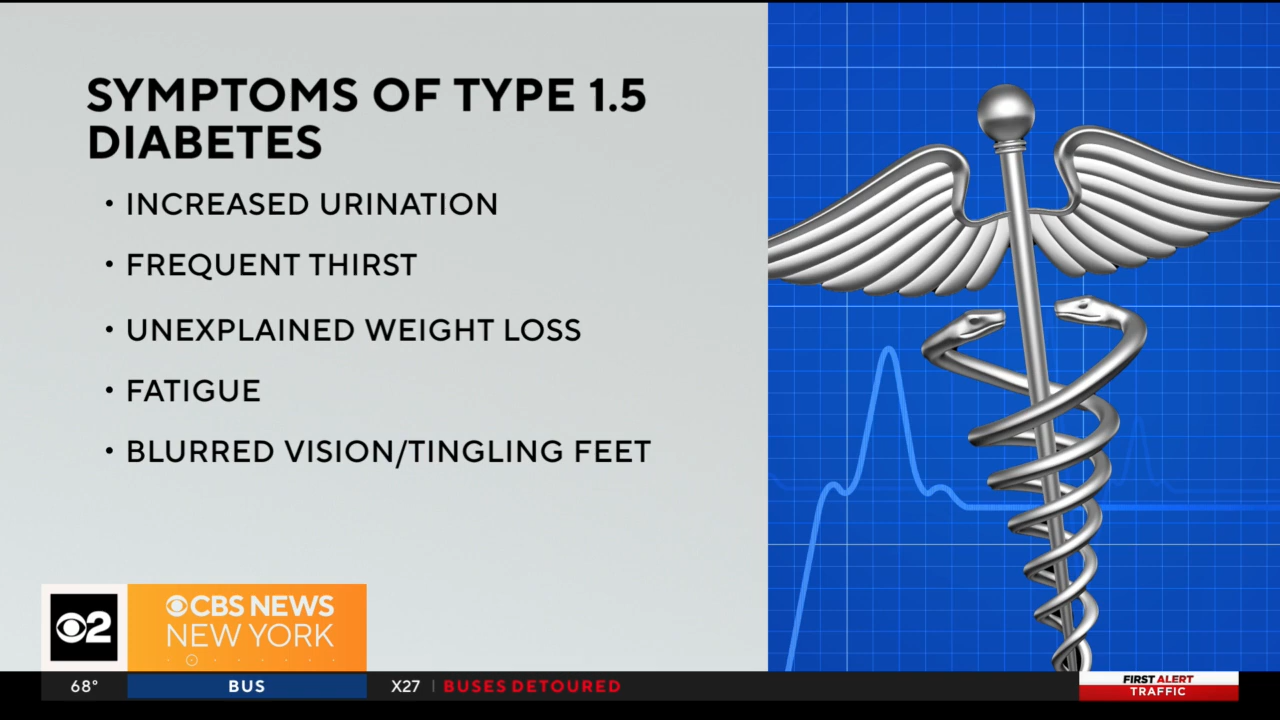 SYMPTOMS OF TYPE 1.5
DIABETES
• INCREASED URINATION
• FREQUENT THIRST
• UNEXPLAINED WEIGHT LOSS
• FATIGUE
• BLURRED VISION/TINGLING FEET
2
CBS NEWS
NEW YORK
68° BUS X27 | BUSES DETOURED
FIRST ALERT
TRAFFIC